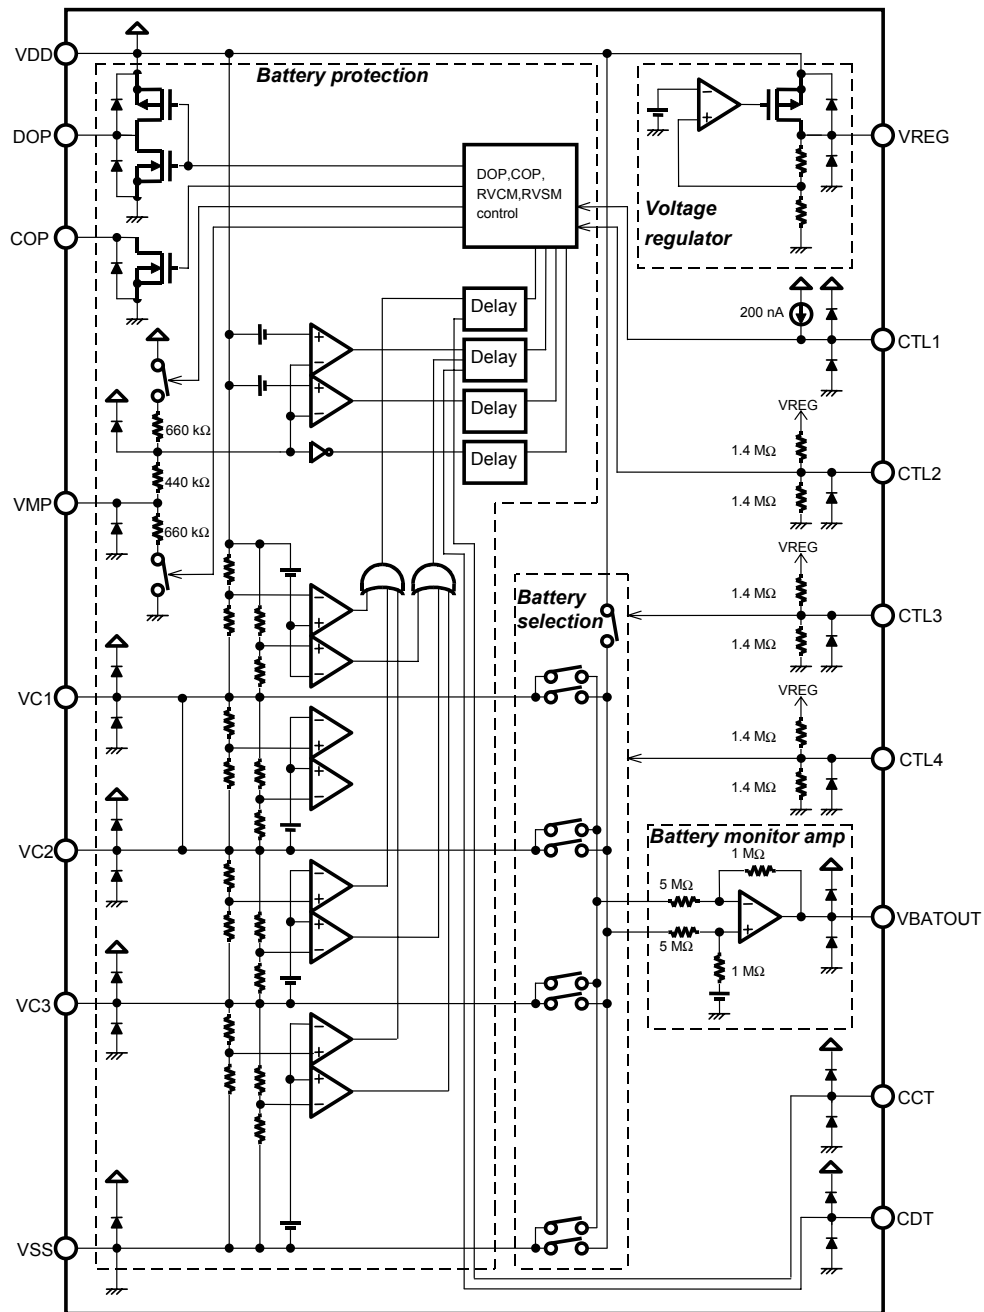 VDD
Battery protection
DOP
VREG
DOP,COP,
RVCM,RVSM
control
Voltage
regulator
COP
Delay
200 nA
CTL1
Delay
Delay
VREG
660 kΩ
Delay
1.4 MΩ
CTL2
440 kΩ
1.4 MΩ
VMP
660 kΩ
VREG
Battery
selection
1.4 MΩ
CTL3
1.4 MΩ
VC1
VREG
1.4 MΩ
CTL4
1.4 MΩ
VC2
Battery monitor amp
1 MΩ
5 MΩ
VBATOUT
5 MΩ
1 MΩ
VC3
CCT
CDT
VSS